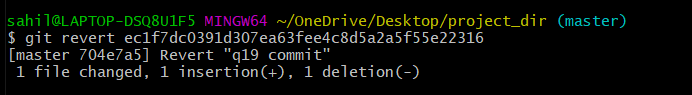 sahil@LAPTOP-DSQ8U1F5 MINGW64 ~/OneDrive/Desktop/project_dir (master)
$ git revert ec1f7dc0391d307ea63fee4c8d5a2a5f55e22316
[master 704e7a5] Revert "q19 commit"
 1 file changed, 1 insertion(+), 1 deletion(-)